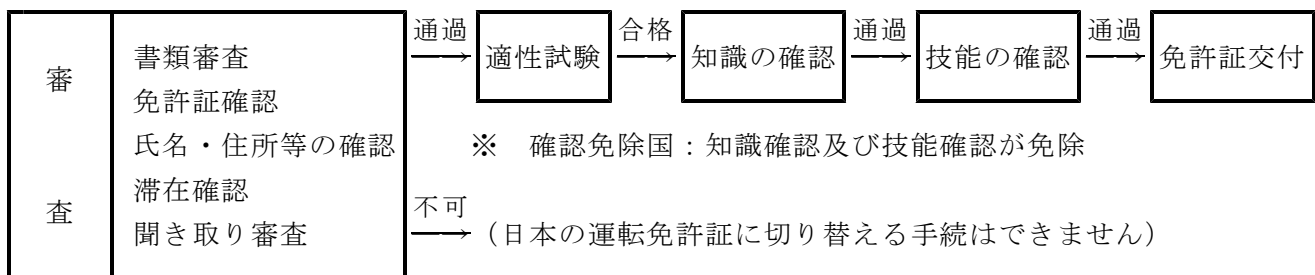 審査
書類審査
免許証確認
氏名・住所等の確認
滞在確認
聞き取り審査
通過
適性試験
合格
知識の確認
通過
技能の確認
通過
免許証交付
※ 確認免除国：知識確認及び技能確認が免除
不可
（日本の運転免許証に切り替える手続はできません）